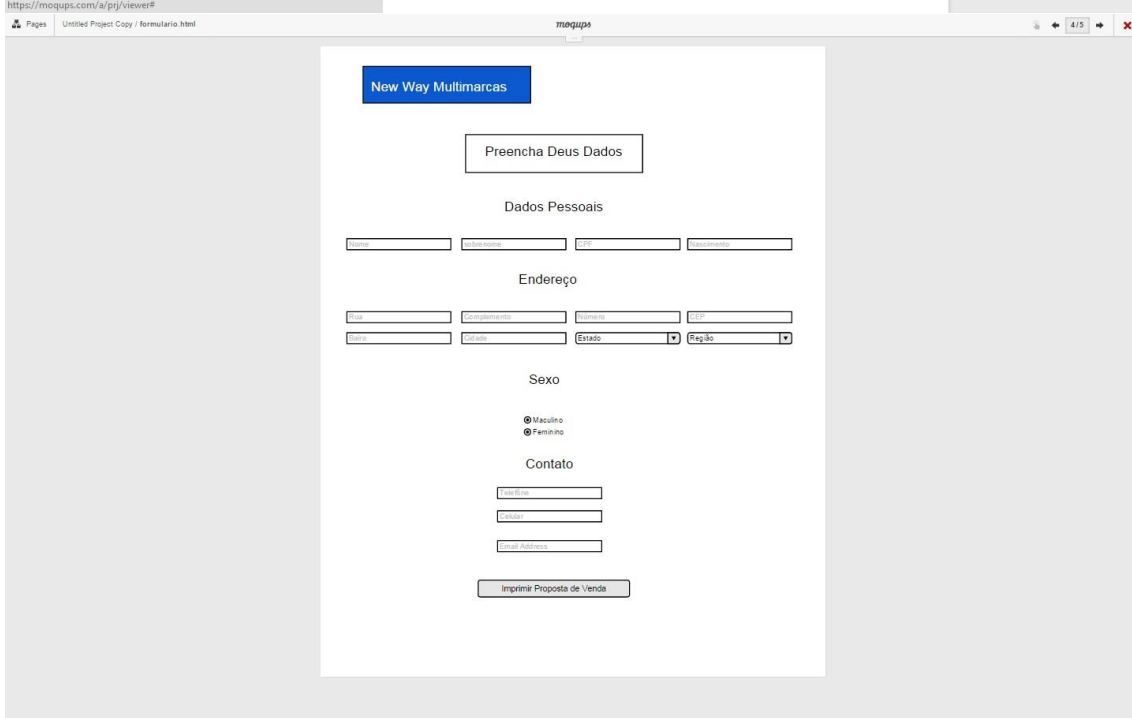 https://moqups.com/a/prj/viewer#
Pages Untitled Project Copy / formulario.html moqups 4/5
New Way Multimarcas
Preencha Deus Dados
Dados Pessoais
Nome sobrenome CPF Nascimento
Endereço
Rua Complemento Número CEP
Bairo Cidade Estado Região
Sexo
Maculino
Feminino
Contato
Celular
Email Address
Imprimir Proposta de Venda